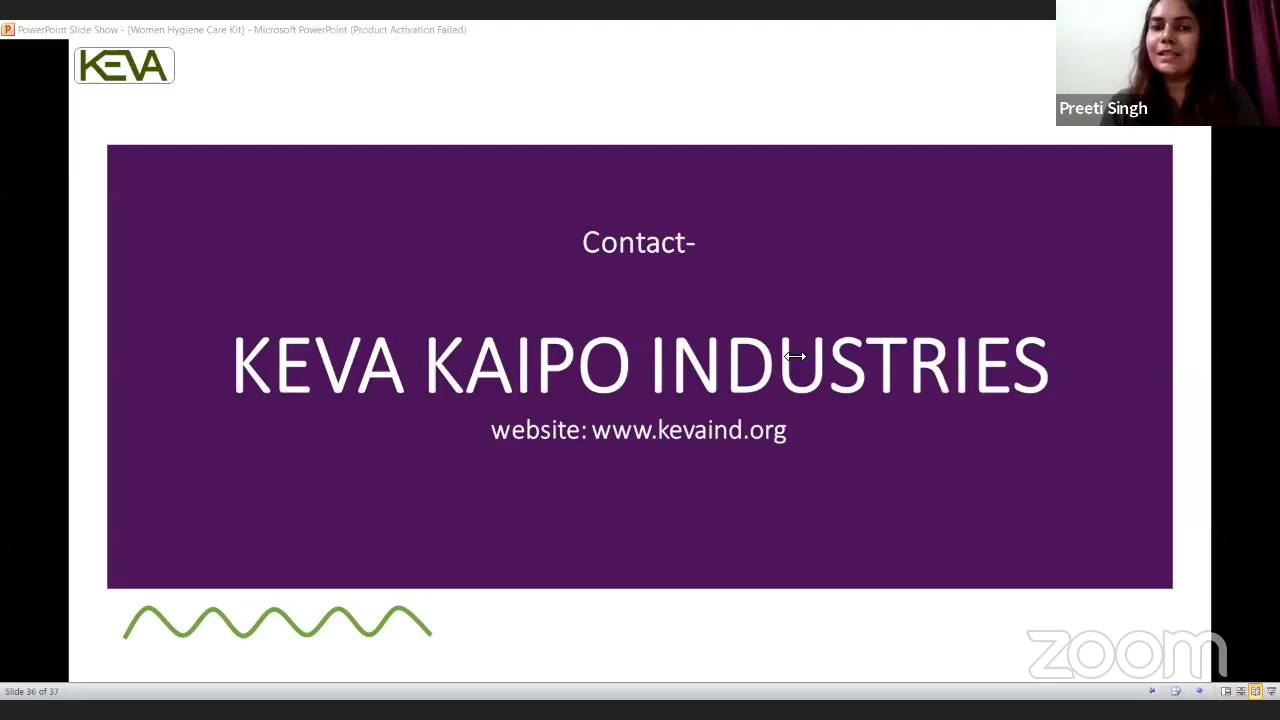 PowerPoint Slide Show - [Women Hygiene Care Kit] - Microsoft PowerPoint (Product Activation Failed)
KEVA
Preeti Singh
Contact-
KEVA KAIPO INDUSTRIES
website: www.kevaind.org
zoom
Slide 36 of 37